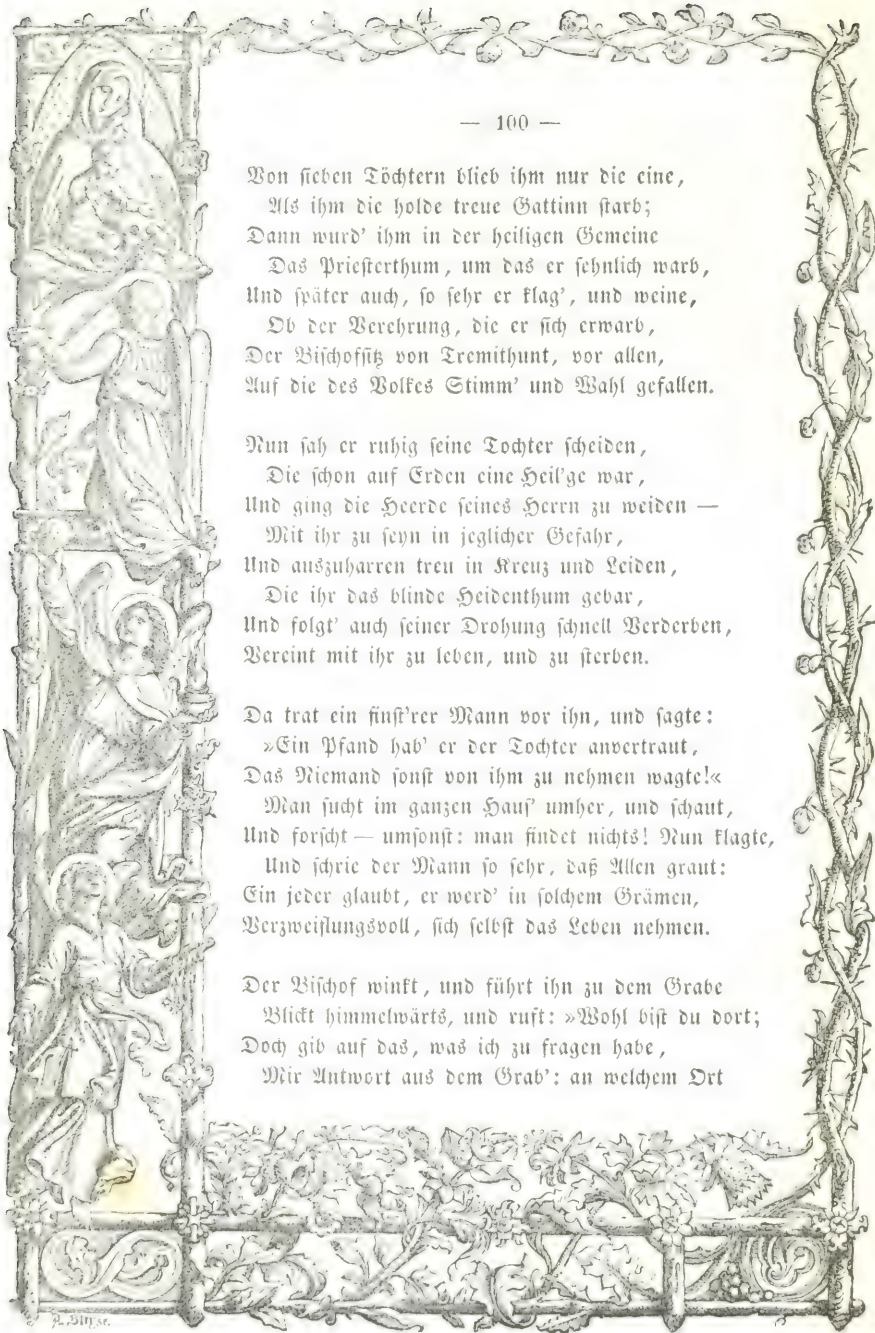 — 100 —
Von sieben Töchtern blieb ihm nur die eine,
Als ihm die holde treue Gattinn starb;
Dann wurd' ihm in der heiligen Gemeine
Das Priesterthum, um das er sehnlich warb,
Und später auch, so sehr er klag', und weine,
Ob der Verehrung, die er sich erwarb,
Der Bischofsitz von Tremithunt, vor allen,
Auf die des Volkes Stimm' und Wahl gefallen.
Nun sah er ruhig seine Tochter scheiden,
Die schon auf Erden eine Heil'ge war,
Und ging die Heerde seines Herrn zu weiden —
Mit ihr zu seyn in jeglicher Gefahr,
Und auszuharren treu in Kreuz und Leiden,
Die ihr das blinde Heidenthum gebar,
Und folgt' auch seiner Drohung schnell Verderben,
Vereint mit ihr zu leben, und zu sterben.
Da trat ein finst'rer Mann vor ihn, und sagte:
»Ein Pfand hab' er der Tochter anvertraut,
Das Niemand sonst von ihm zu nehmen wagte!«
Man sucht im ganzen Haus' umher, und schaut,
Und forscht — umsonst: man findet nichts! Nun klagte,
Und schrie der Mann so sehr, daß Allen graut:
Ein jeder glaubt, er werd' in solchem Grämen,
Verzweiflungsvoll, sich selbst das Leben nehmen.
Der Bischof winkt, und führt ihn zu dem Grabe
Blickt himmelwärts, und ruft: »Wohl bist du dort;
Doch gib auf das, was ich zu fragen habe,
Mir Antwort aus dem Grab': an welchem Ort